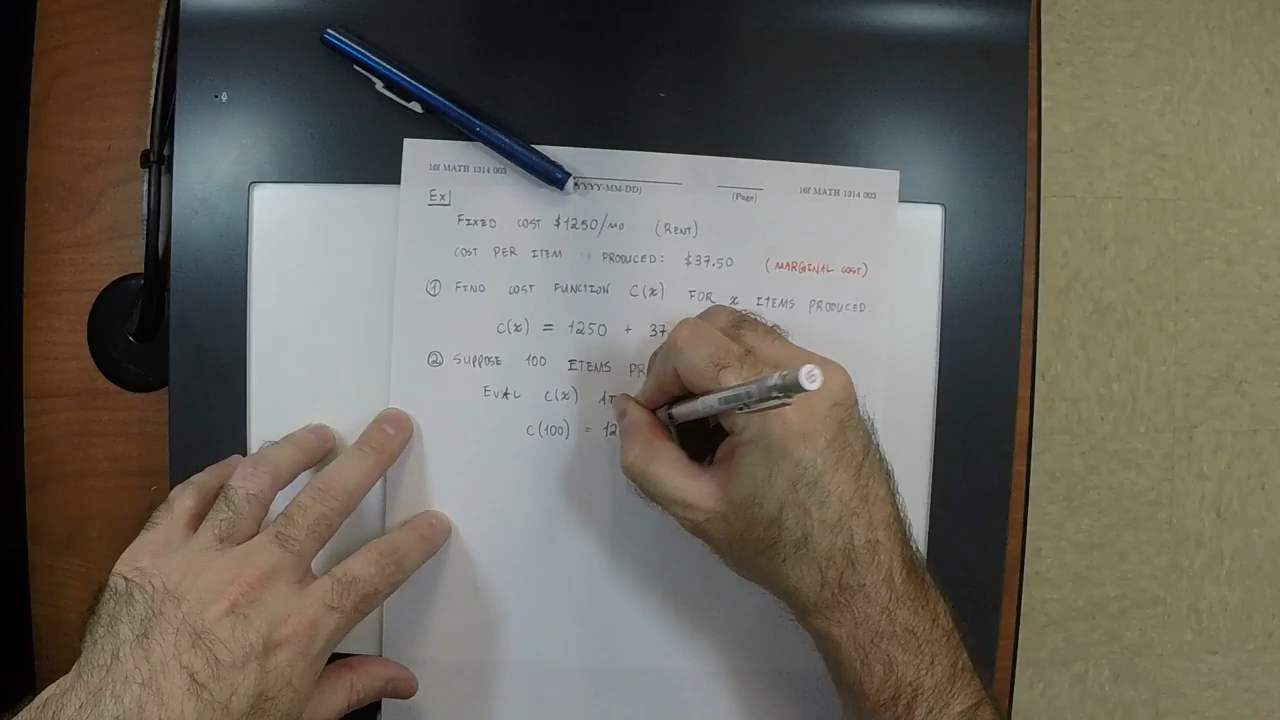 16I MATH 1314 003 (YYYY-MM-DD) (Page) 16I MATH 1314 003
Ex
FIXED COST $1250/MO (RENT)
COST PER ITEM PRODUCED: $37.50 (MARGINAL COST)
① FIND COST FUNCTION C(x) FOR x ITEMS PRODUCED.
C(x) = 1250 + 37
② SUPPOSE 100 ITEMS PR
EVAL C(x) AT
C(100) = 12